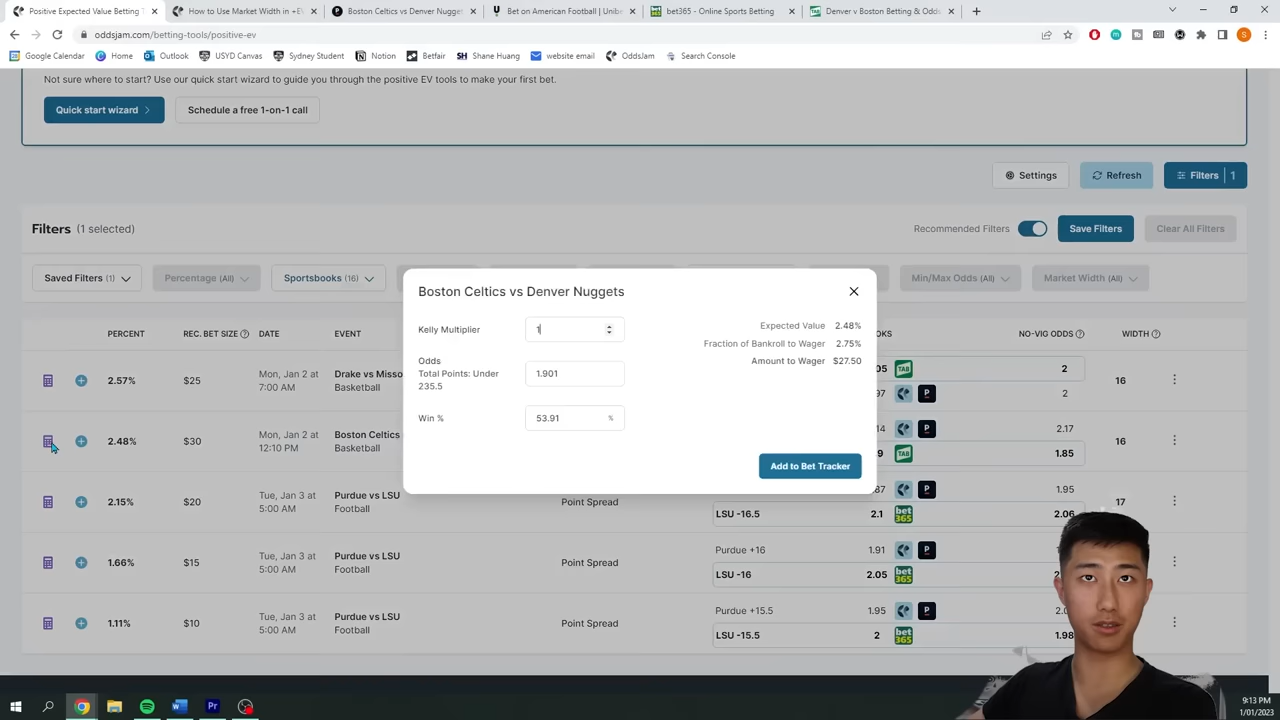 Positive Expected Value Betting T
How to Use Market Width in +EV
Boston Celtics vs Denver Nuggets
Bet on American Football | Unibe
bet365 - Online Sports Betting
Denver v Boston Betting & Odds
oddsjam.com/betting-tools/positive-ev
Google Calendar
Home
Outlook
USYD Canvas
Sydney Student
Notion
Betfair
SH
Shane Huang
website email
OddsJam
Search Console
Not sure where to start? Use our quick start wizard to guide you through the positive EV tools to make your first bet.
Quick start wizard
Schedule a free 1-on-1 call
Settings
Refresh
Filters 1
Filters (1 selected)
Recommended Filters
Save Filters
Clear All Filters
Saved Filters (1)
Percentage (All)
Sportsbooks (16)
Min/Max Odds (All)
Market Width (All)
PERCENT
REC. BET SIZE
DATE
EVENT
OKS
NO-VIG ODDS
WIDTH
2.57%
$25
Mon, Jan 2 at
7:00 AM
Drake vs Misso
Basketball
05
TAB
2
97
P
2
16
2.48%
$30
Mon, Jan 2 at
12:10 PM
Boston Celtics
Basketball
14
P
2.17
9
TAB
1.85
16
Boston Celtics vs Denver Nuggets
Kelly Multiplier
1
Odds
Total Points: Under
235.5
1.901
Win %
53.91
%
Expected Value 2.48%
Fraction of Bankroll to Wager 2.75%
Amount to Wager $27.50
Add to Bet Tracker
2.15%
$20
Tue, Jan 3 at
5:00 AM
Purdue vs LSU
Football
Point Spread
87
P
1.95
LSU -16.5
2.1
bet365
2.06
17
1.66%
$15
Tue, Jan 3 at
5:00 AM
Purdue vs LSU
Football
Point Spread
Purdue +16
1.91
P
LSU -16
2.05
bet365
1.11%
$10
Tue, Jan 3 at
5:00 AM
Purdue vs LSU
Football
Point Spread
Purdue +15.5
1.95
P
LSU -15.5
2
bet365
1.98
9:13 PM
1/01/2023